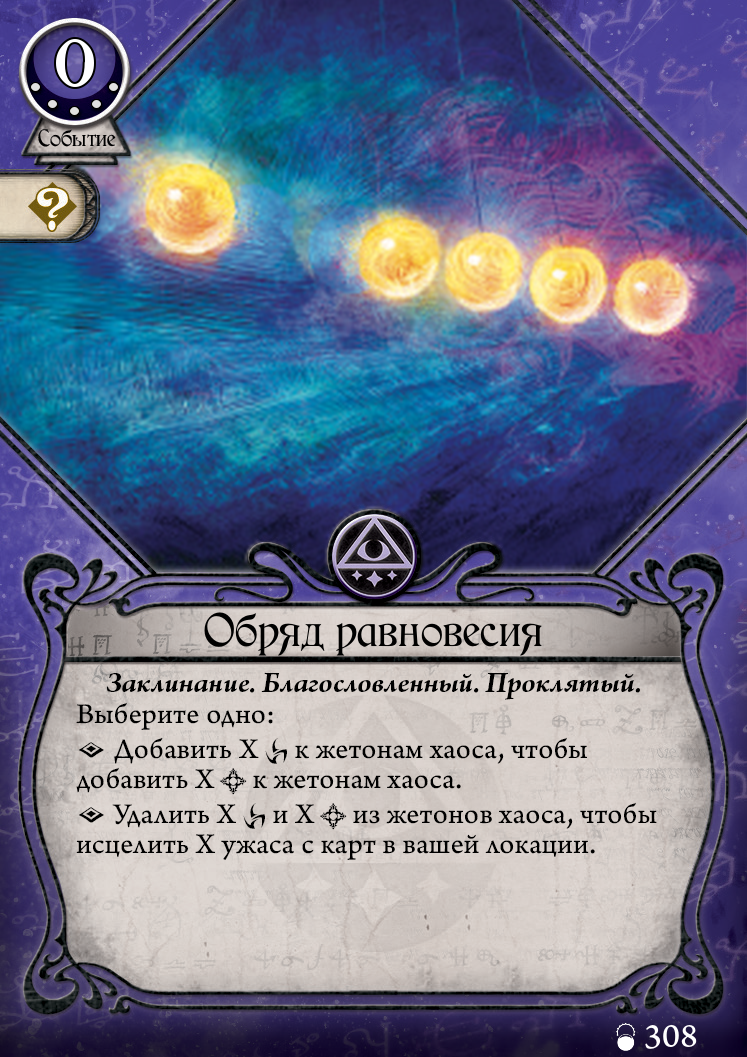 0
Событие
?
Обряд равновесия
Заклинание. Благословленный. Проклятый.
Выберите одно:
Добавить X к жетонам хаоса, чтобы
добавить X к жетонам хаоса.
Удалить X и X из жетонов хаоса, чтобы
исцелить X ужаса с карт в вашей локации.
308